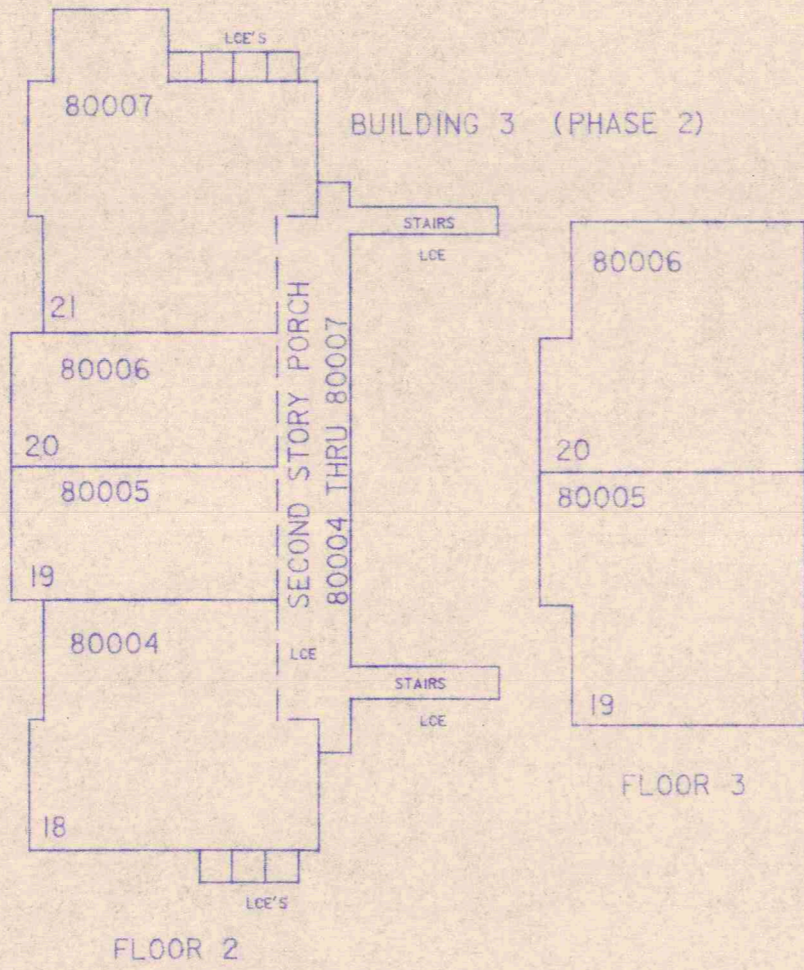 LCE'S
80007
BUILDING 3 (PHASE 2)
STAIRS
LCE
80006
21
80006
20
80005
19
SECOND STORY PORCH
80004 THRU 80007
80004
LCE
STAIRS
LCE
18
LCE'S
FLOOR 2
20
80005
19
FLOOR 3